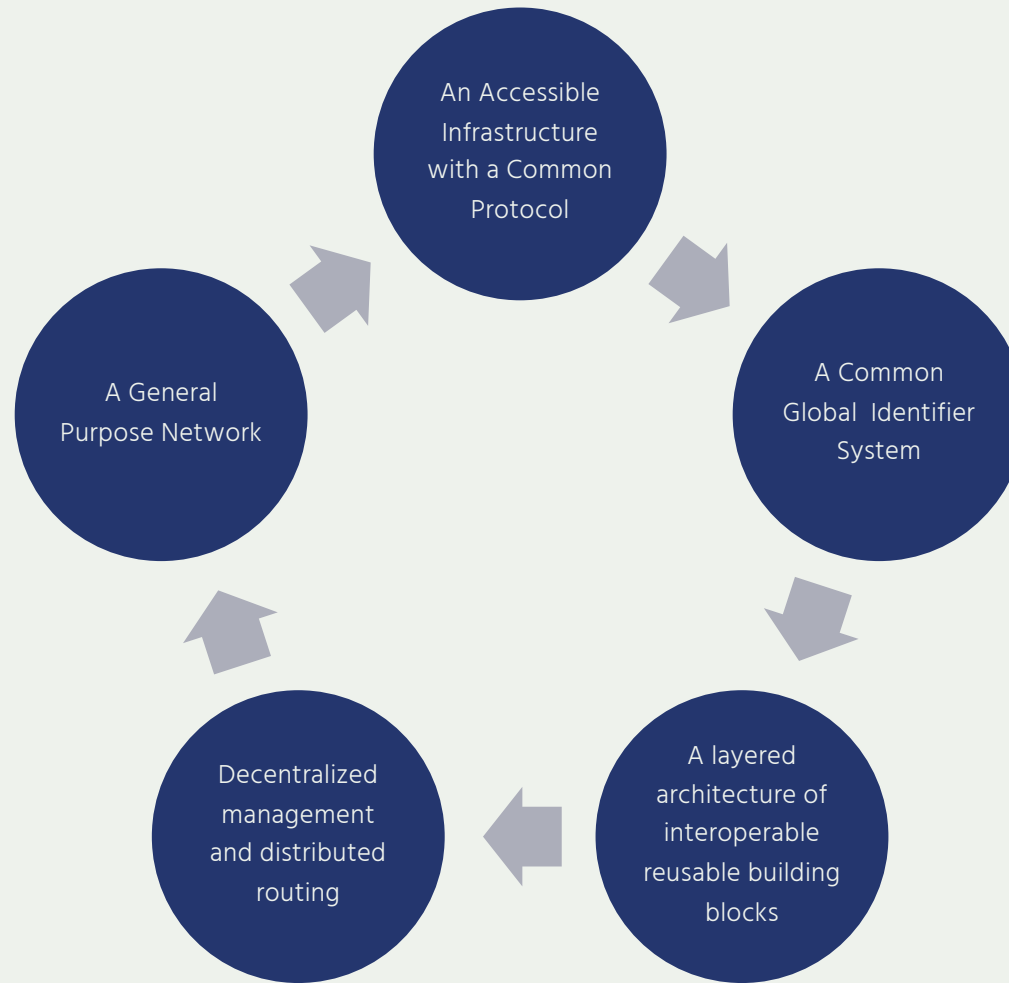 An Accessible
Infrastructure
with a Common
Protocol
A Common
Global Identifier
System
A layered
architecture of
interoperable
reusable building
blocks
Decentralized
management
and distributed
routing
A General
Purpose Network